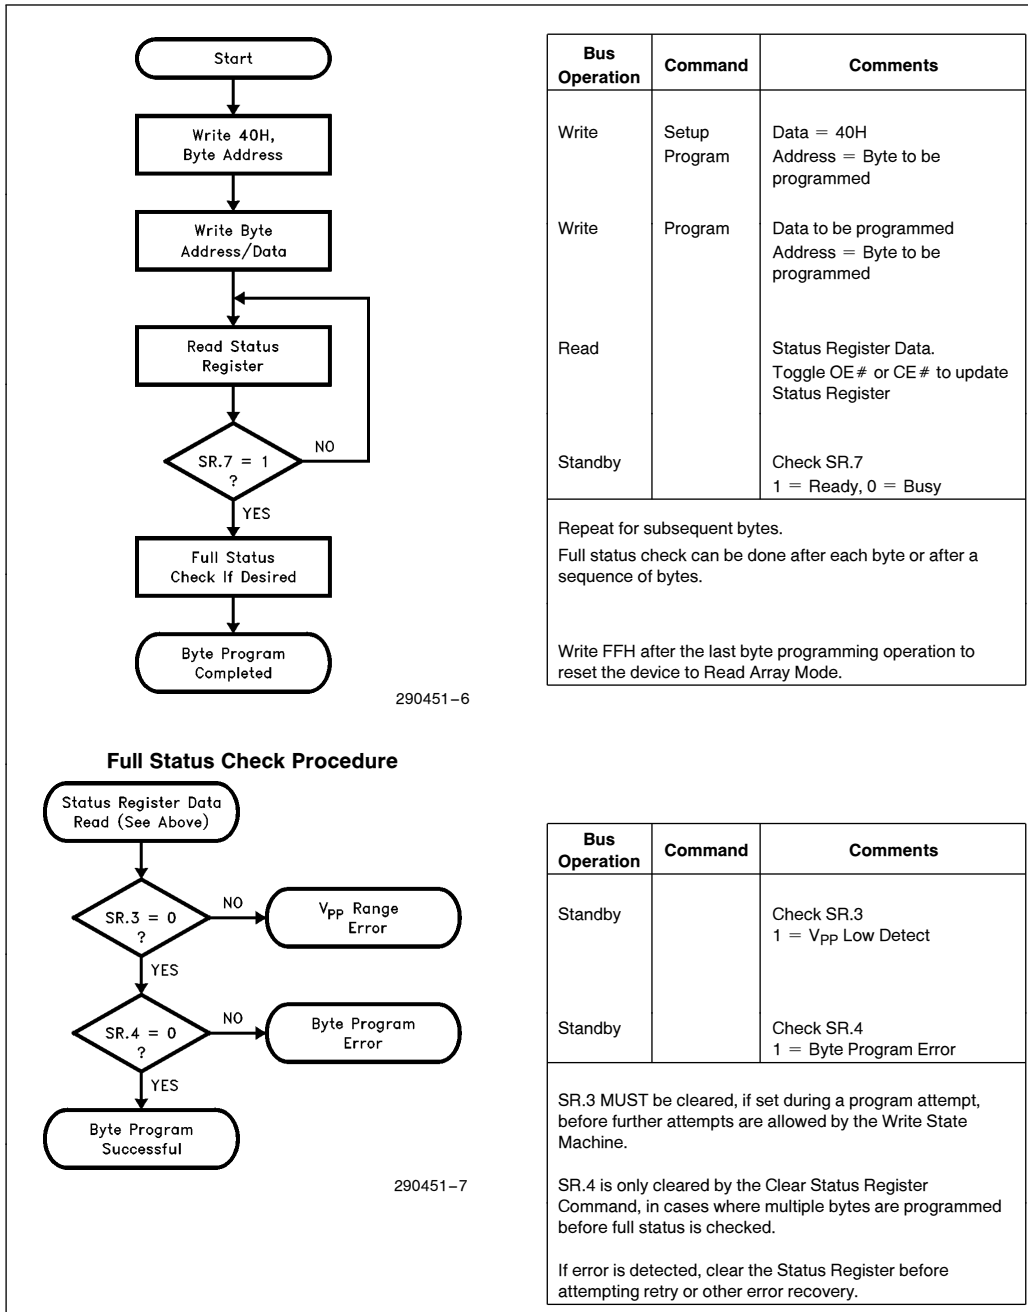 Start
Write 40H,
Byte Address
Write Byte
Address/Data
Read Status
Register
SR.7 = 1
?
NO
YES
Full Status
Check If Desired
Byte Program
Completed
290451–6
Bus
Operation
Command
Comments
Write
Setup
Program
Data = 40H
Address = Byte to be
programmed
Write
Program
Data to be programmed
Address = Byte to be
programmed
Read
Status Register Data.
Toggle OE# or CE# to update
Status Register
Standby
Check SR.7
1 = Ready, 0 = Busy
Repeat for subsequent bytes.
Full status check can be done after each byte or after a
sequence of bytes.
Write FFH after the last byte programming operation to
reset the device to Read Array Mode.
Full Status Check Procedure
Status Register Data
Read (See Above)
SR.3 = 0
?
NO
VPP Range
Error
YES
SR.4 = 0
?
NO
Byte Program
Error
YES
Byte Program
Successful
290451–7
Bus
Operation
Command
Comments
Standby
Check SR.3
1 = VPP Low Detect
Standby
Check SR.4
1 = Byte Program Error
SR.3 MUST be cleared, if set during a program attempt,
before further attempts are allowed by the Write State
Machine.
SR.4 is only cleared by the Clear Status Register
Command, in cases where multiple bytes are programmed
before full status is checked.
If error is detected, clear the Status Register before
attempting retry or other error recovery.